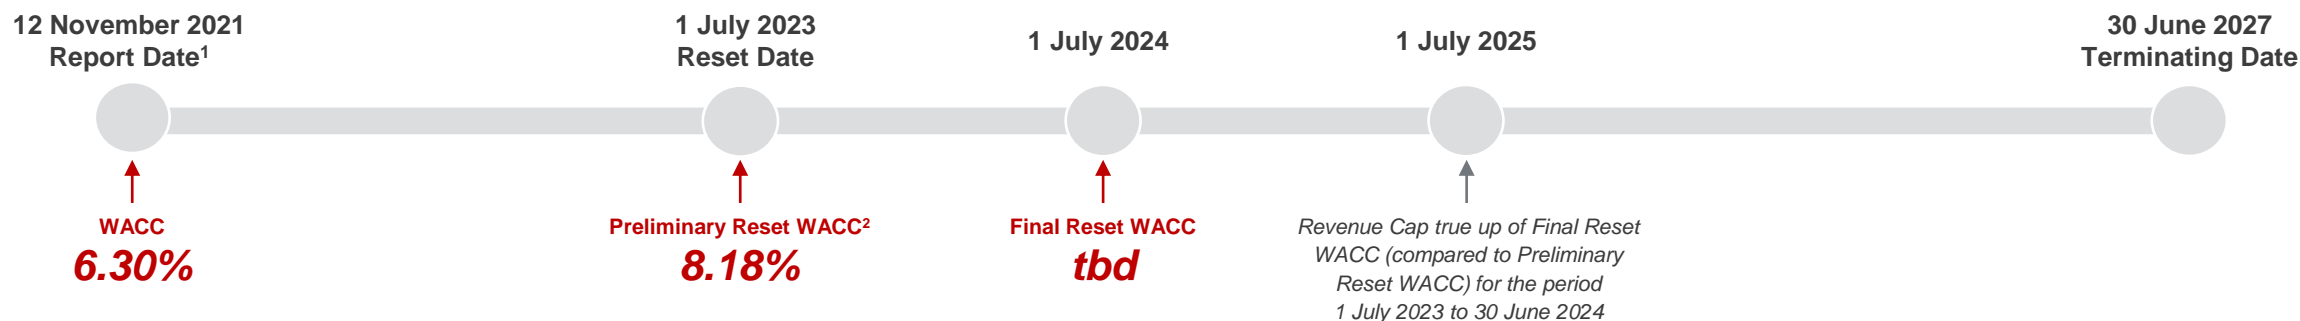 12 November 2021
Report Date1
1 July 2023
Reset Date
1 July 2024
1 July 2025
30 June 2027
Terminating Date
WACC
6.30%
Preliminary Reset WACC2
8.18%
Final Reset WACC
tbd
Revenue Cap true up of Final Reset
WACC (compared to Preliminary
Reset WACC) for the period
1 July 2023 to 30 June 2024